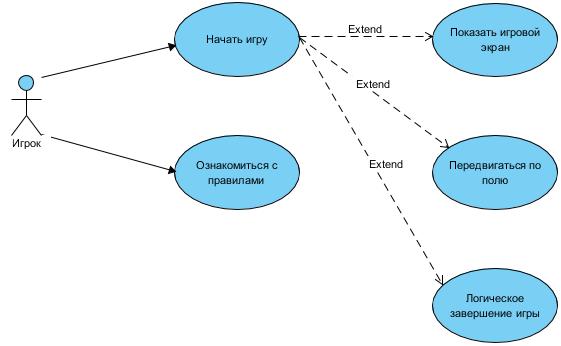 Начать игру
Extend
Показать игровой
экран
Extend
Игрок
Ознакомиться с
правилами
Extend
Передвигаться по
полю
Логическое
завершение игры